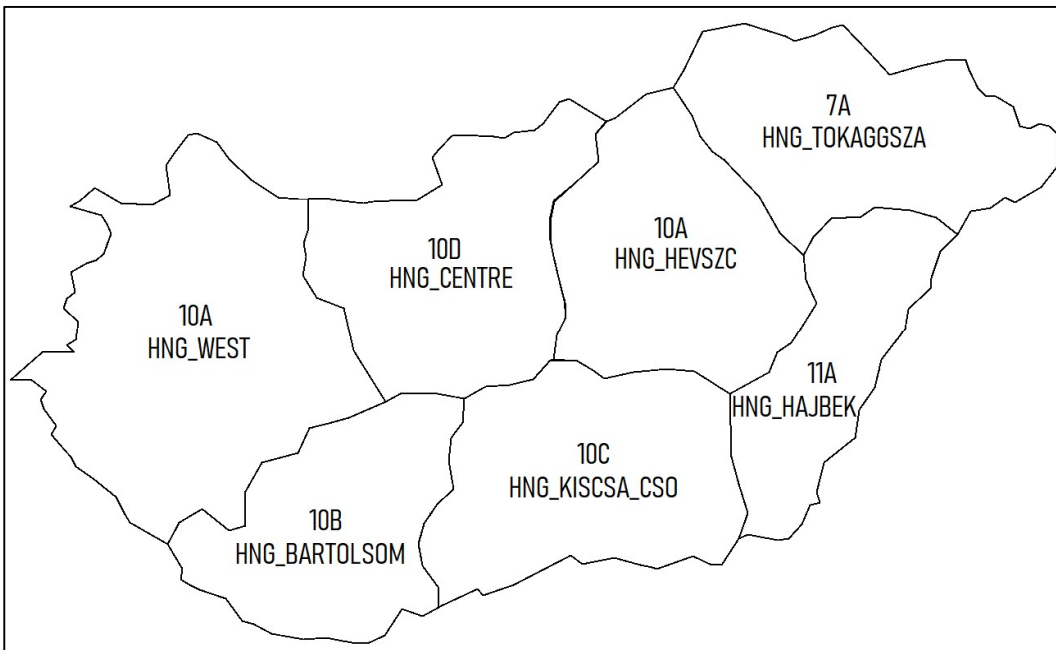 7A
HNG_TOKAGGSZA
10D
HNG_CENTRE
10A
HNG_HEVSZC
10A
HNG_WEST
11A
HNG_HAJBEK
10C
HNG_KISCSA_CSO
10B
HNG_BARTOLSOM